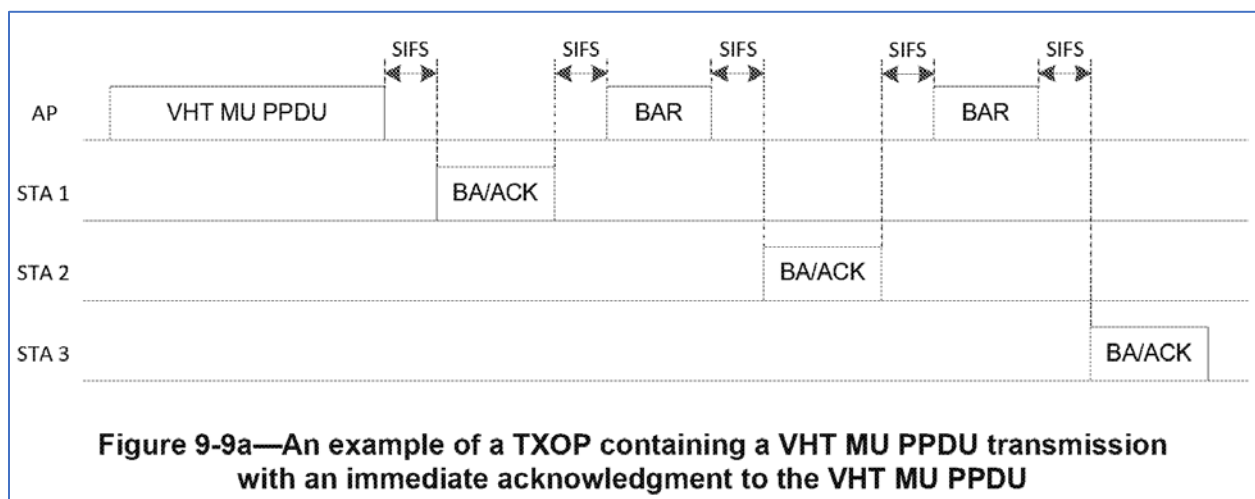 SIFS SIFS SIFS SIFS SIFS
AP VHT MU PPDU BAR BAR
STA 1 BA/ACK
STA 2 BA/ACK
STA 3 BA/ACK
Figure 9-9a—An example of a TXOP containing a VHT MU PPDU transmission
with an immediate acknowledgment to the VHT MU PPDU